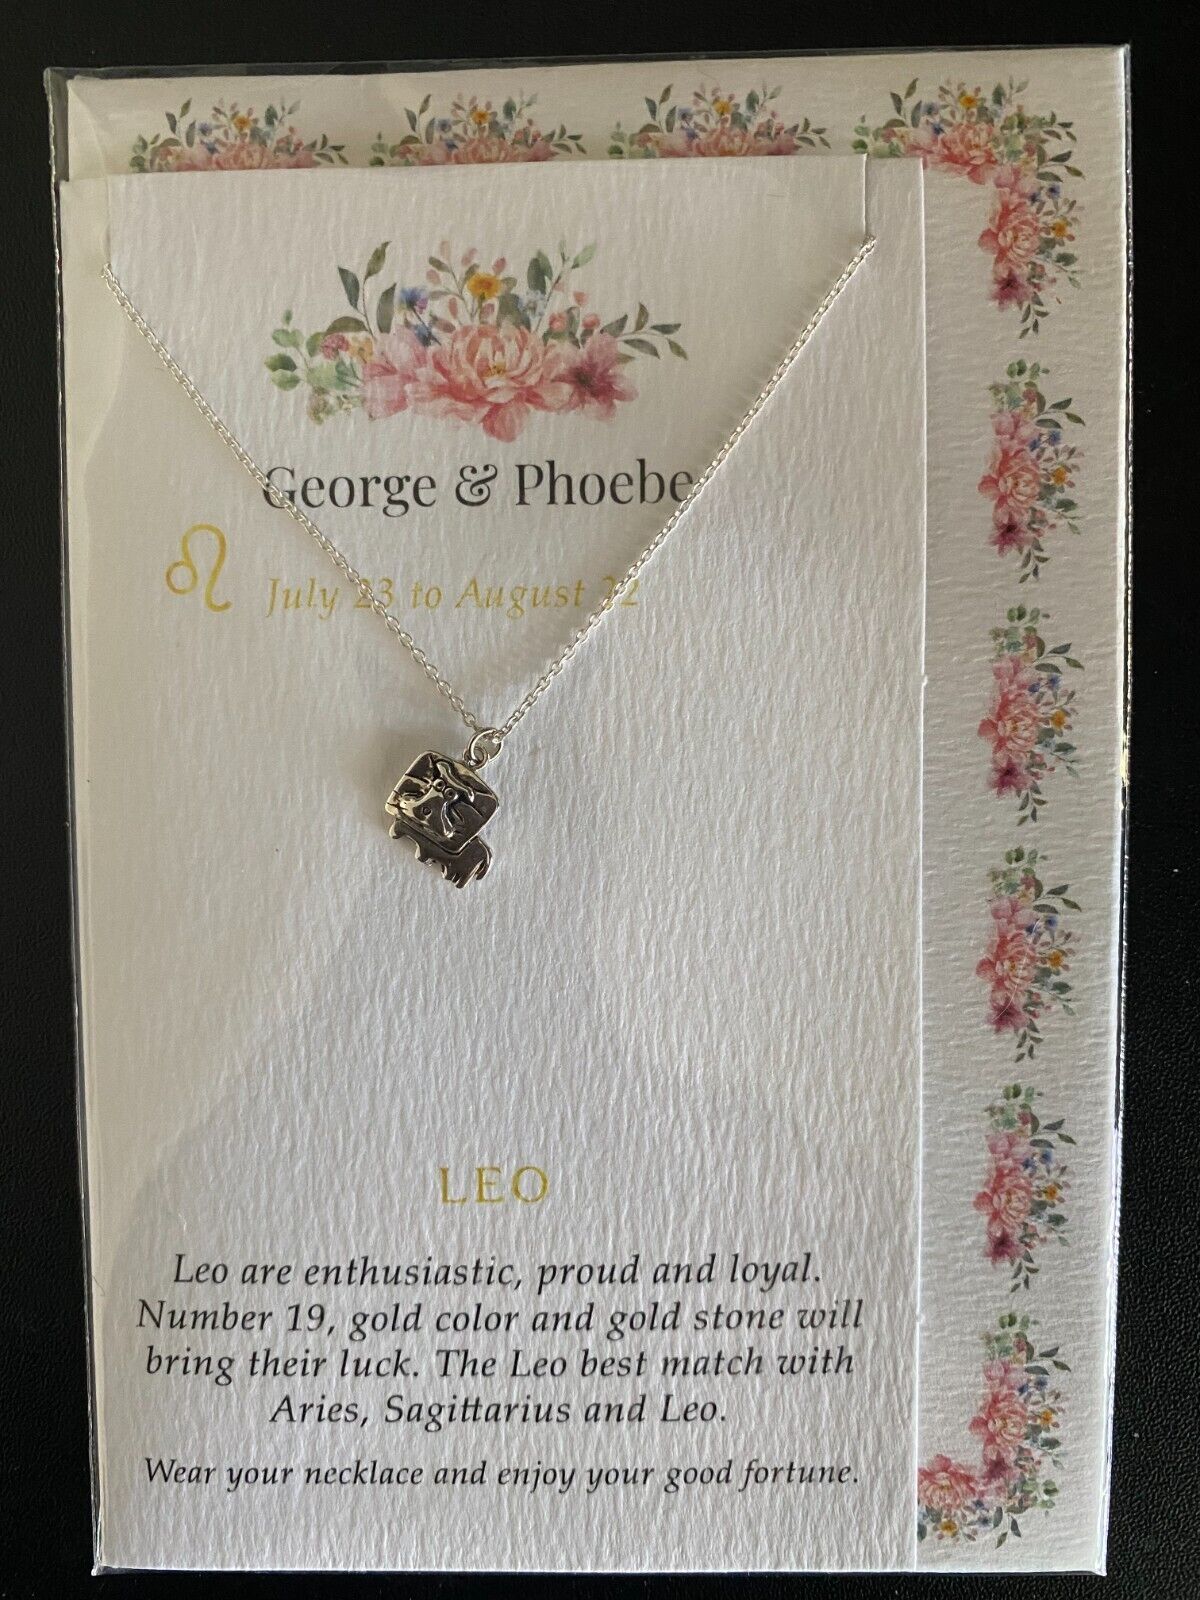 George & Phoebe
♌ July 23 to August 22
LEO
Leo are enthusiastic, proud and loyal.
Number 19, gold color and gold stone will
bring their luck. The Leo best match with
Aries, Sagittarius and Leo.
Wear your necklace and enjoy your good fortune.